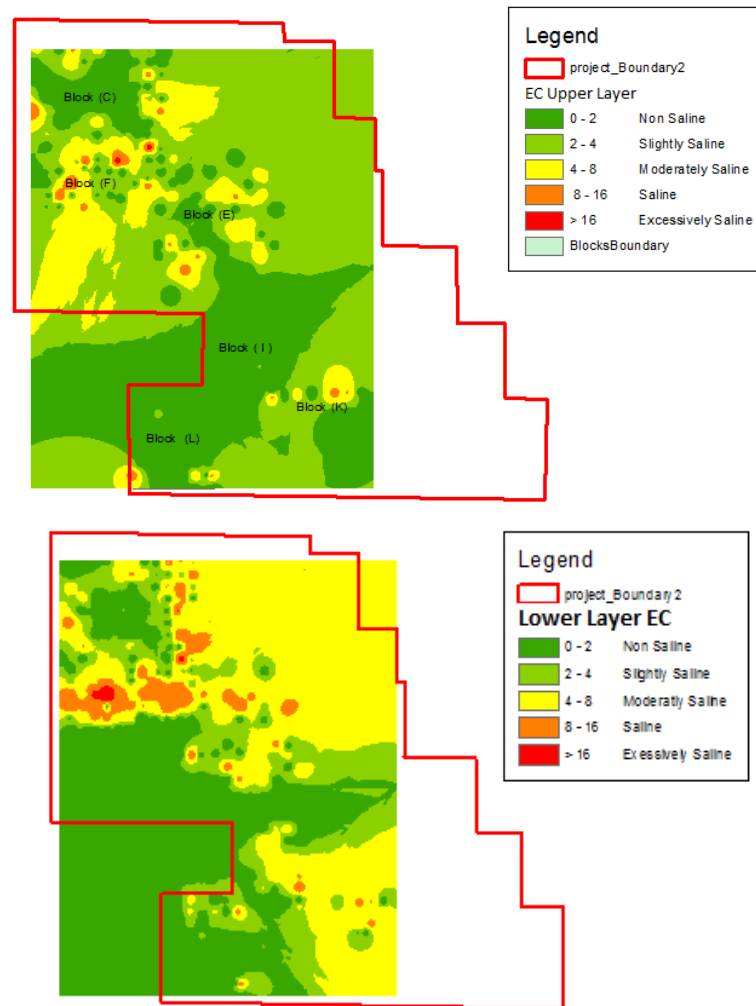 Legend
project_Boundary2
EC Upper Layer
0 - 2 Non Saline
2 - 4 Slightly Saline
4 - 8 Moderately Saline
8 - 16 Saline
> 16 Excessively Saline
BlocksBoundary
Block (C)
Block (F)
Block (E)
Block ( I )
Block (K)
Block (L)
Legend
project_Boundary 2
Lower Layer EC
0 - 2 Non Saline
2 - 4 Slightly Saline
4 - 8 Moderatly Saline
8 - 16 Saline
> 16 Exessively Saline